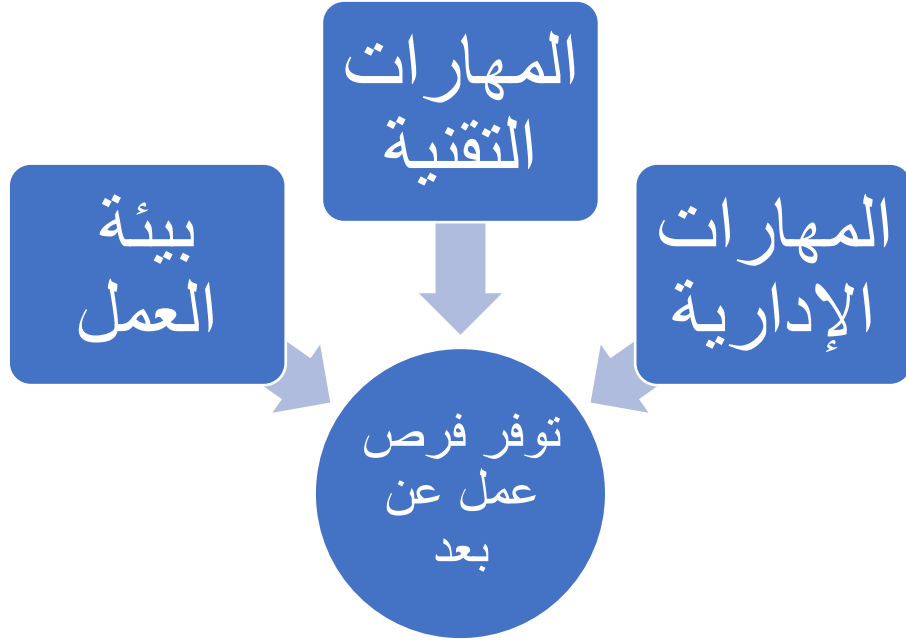 المهارات
التقنية
المهارات
الإدارية
بيئة
العمل
توفر فرص
عمل عن
بعد